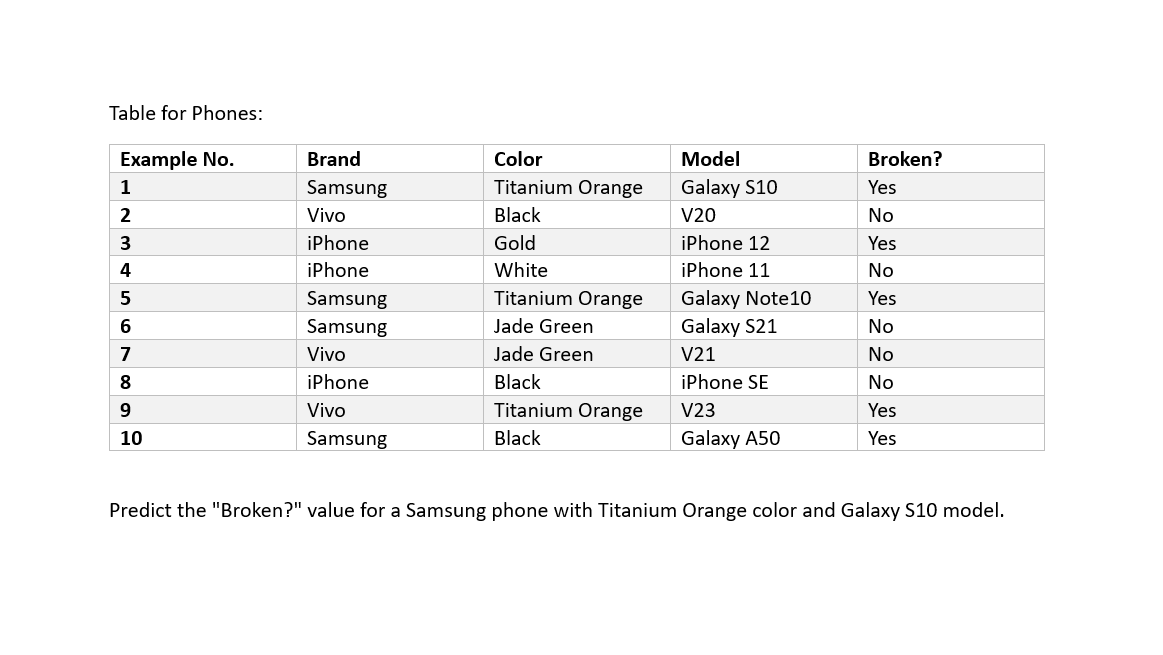 Table for Phones:
Example No. Brand Color Model Broken?
1 Samsung Titanium Orange Galaxy S10 Yes
2 Vivo Black V20 No
3 iPhone Gold iPhone 12 Yes
4 iPhone White iPhone 11 No
5 Samsung Titanium Orange Galaxy Note10 Yes
6 Samsung Jade Green Galaxy S21 No
7 Vivo Jade Green V21 No
8 iPhone Black iPhone SE No
9 Vivo Titanium Orange V23 Yes
10 Samsung Black Galaxy A50 Yes
Predict the "Broken?" value for a Samsung phone with Titanium Orange color and Galaxy S10 model.